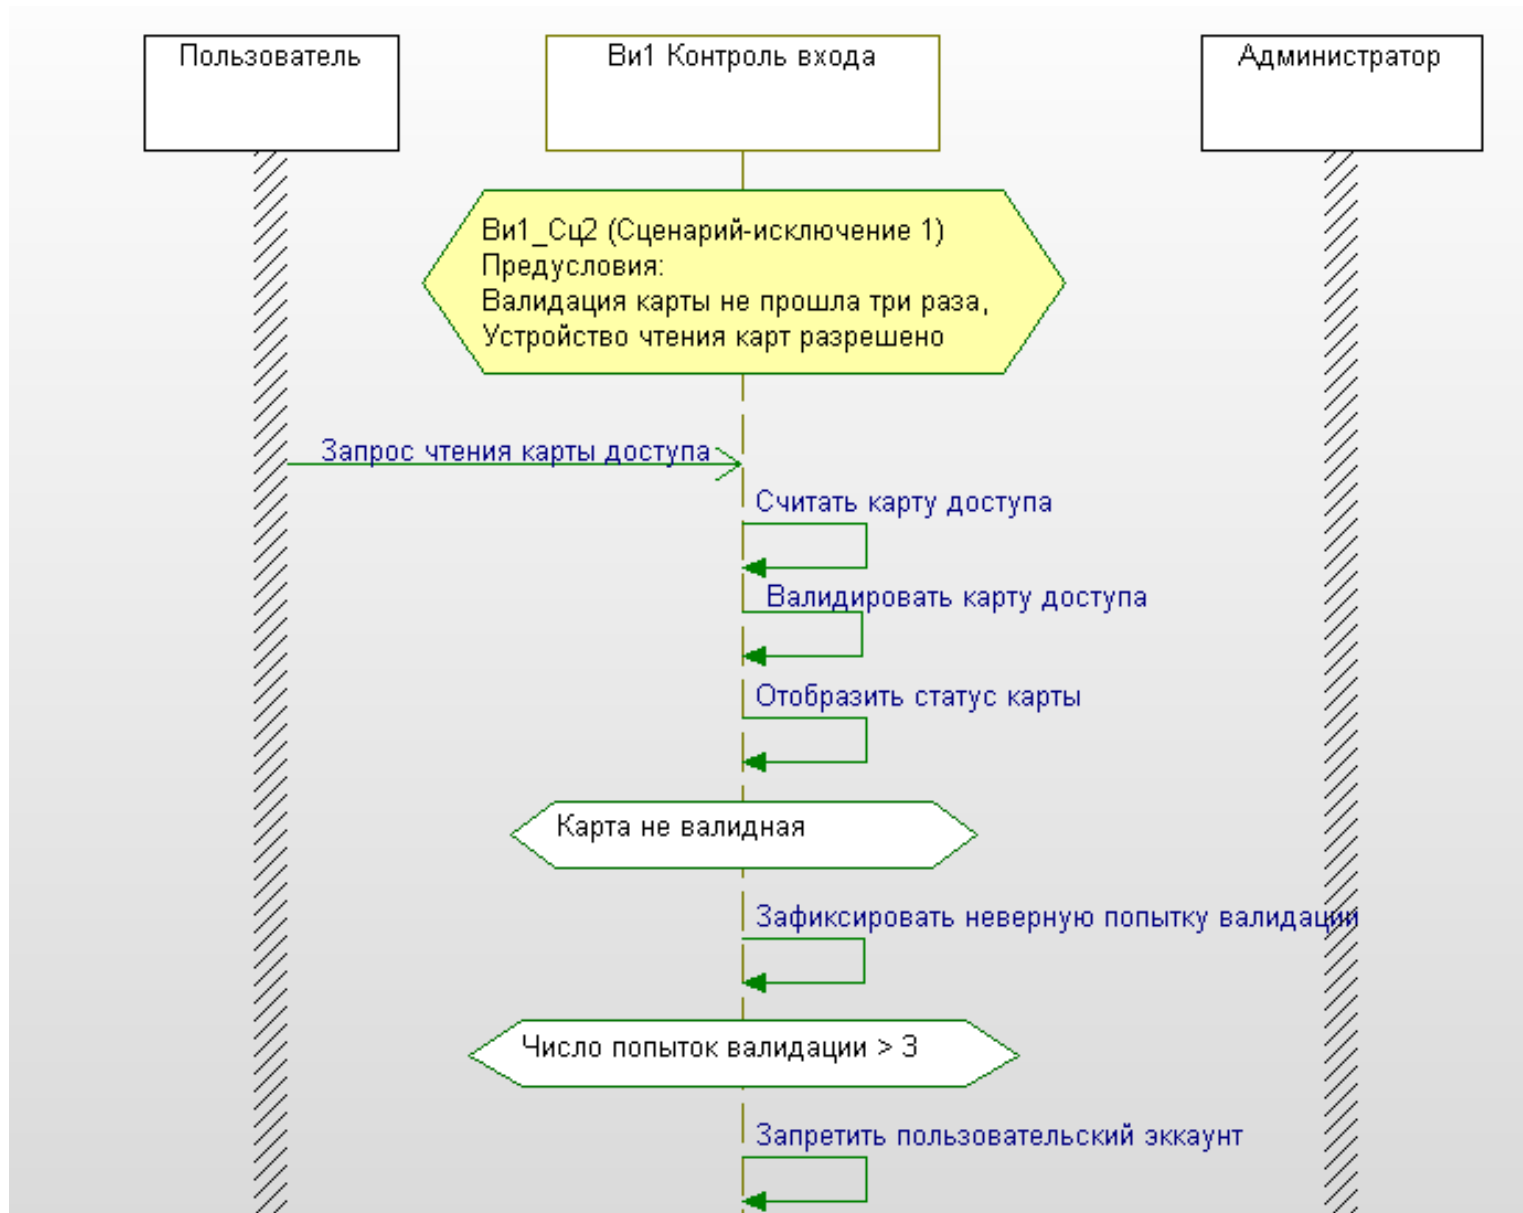 Пользователь
Ви1 Контроль входа
Администратор
Ви1_Сц2 (Сценарий-исключение 1)
Предусловия:
Валидация карты не прошла три раза,
Устройство чтения карт разрешено
Запрос чтения карты доступа
Считать карту доступа
Валидировать карту доступа
Отобразить статус карты
Карта не валидная
Зафиксировать неверную попытку валидации
Число попыток валидации > 3
Запретить пользовательский эккаунт